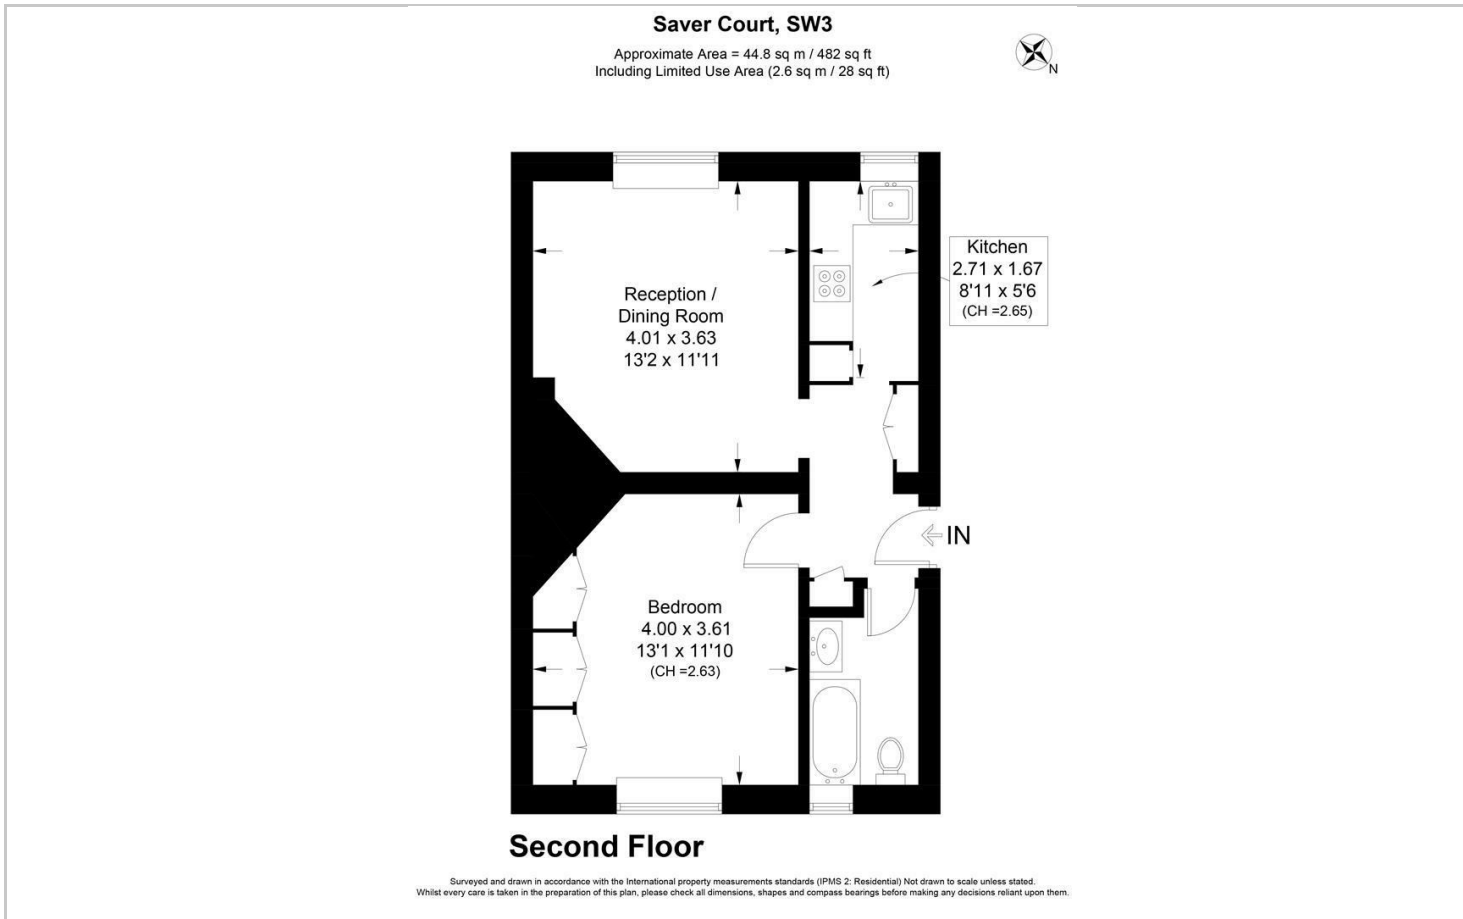 Saver Court, SW3
Approximate Area = 44.8 sq m / 482 sq ft
Including Limited Use Area (2.6 sq m / 28 sq ft)
N
Kitchen
2.71 x 1.67
8'11 x 5'6
(CH =2.65)
Reception /
Dining Room
4.01 x 3.63
13'2 x 11'11
IN
Bedroom
4.00 x 3.61
13'1 x 11'10
(CH =2.63)
Second Floor
Surveyed and drawn in accordance with the International property measurements standards (IPMS 2: Residential) Not drawn to scale unless stated.
Whilst every care is taken in the preparation of this plan, please check all dimensions, shapes and compass bearings before making any decisions reliant upon them.